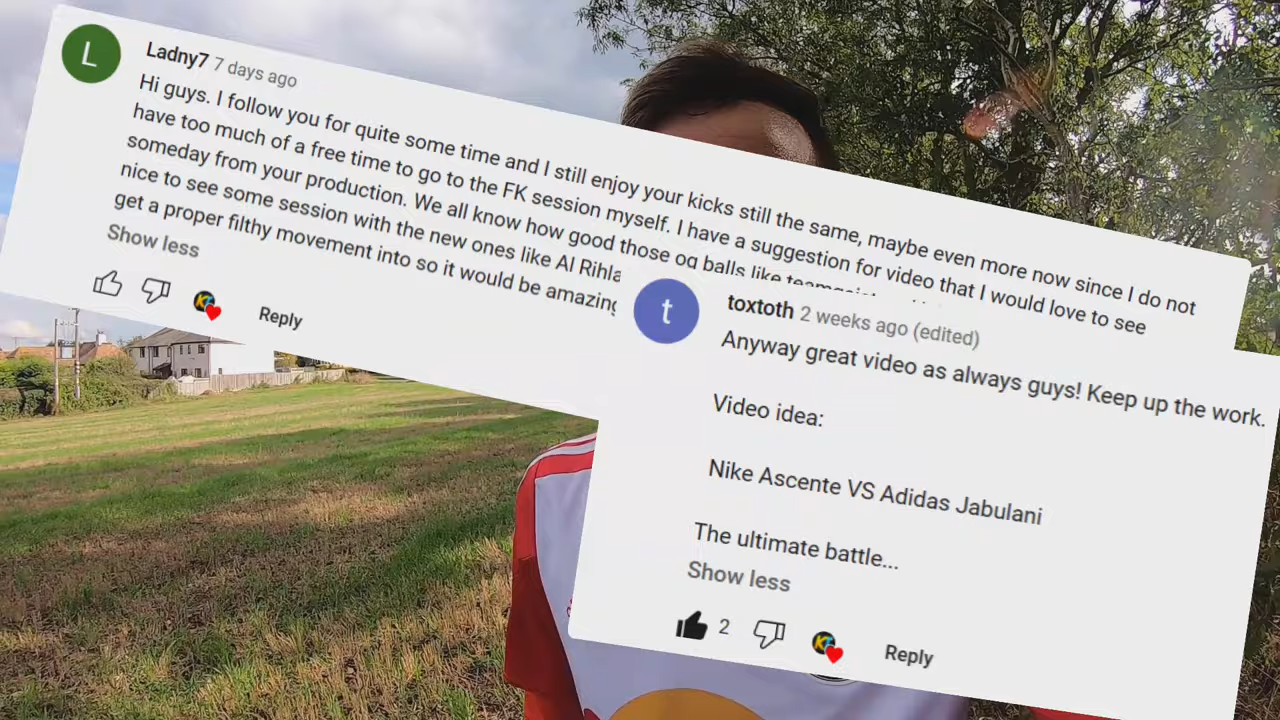 L
Ladny7 7 days ago
Hi guys. I follow you for quite some time and I still enjoy your kicks still the same, maybe even more now since I do not
have too much of a free time to go to the FK session myself. I have a suggestion for video that I would love to see
someday from your production. We all know how good those og balls like
nice to see some session with the new ones like Al Rihla
get a proper filthy movement into so it would be amazing
Show less
KT
Reply
t
toxtoth 2 weeks ago (edited)
Anyway great video as always guys! Keep up the work.
Video idea:
Nike Ascente VS Adidas Jabulani
The ultimate battle...
Show less
2
KT
Reply